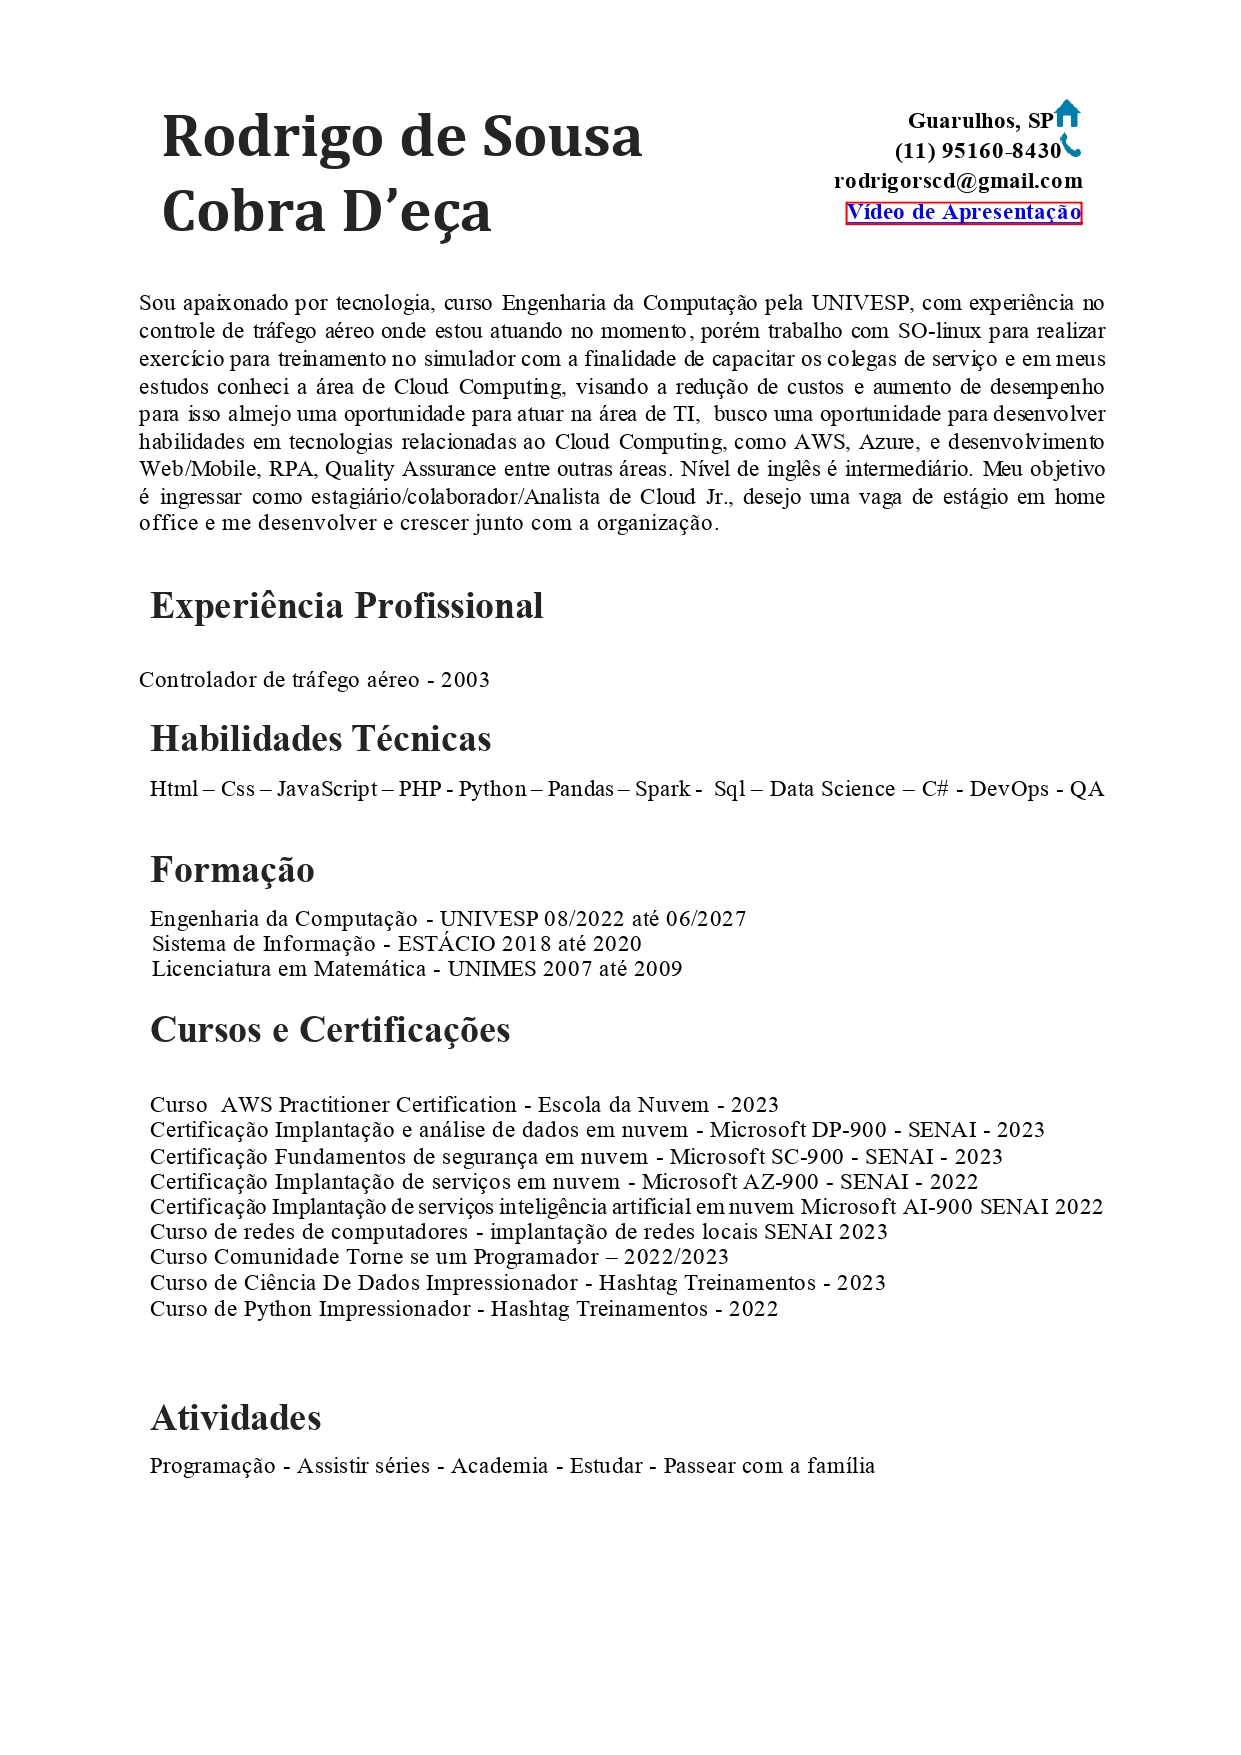 Rodrigo de Sousa
Cobra D’eça
Guarulhos, SP
(11) 95160-8430
rodrigorscd@gmail.com
Vídeo de Apresentação
Sou apaixonado por tecnologia, curso Engenharia da Computação pela UNIVESP, com experiência no
controle de tráfego aéreo onde estou atuando no momento, porém trabalho com SO-linux para realizar
exercício para treinamento no simulador com a finalidade de capacitar os colegas de serviço e em meus
estudos conheci a área de Cloud Computing, visando a redução de custos e aumento de desempenho
para isso almejo uma oportunidade para atuar na área de TI, busco uma oportunidade para desenvolver
habilidades em tecnologias relacionadas ao Cloud Computing, como AWS, Azure, e desenvolvimento
Web/Mobile, RPA, Quality Assurance entre outras áreas. Nível de inglês é intermediário. Meu objetivo
é ingressar como estagiário/colaborador/Analista de Cloud Jr., desejo uma vaga de estágio em home
office e me desenvolver e crescer junto com a organização.
Experiência Profissional
Controlador de tráfego aéreo - 2003
Habilidades Técnicas
Html – Css – JavaScript – PHP - Python – Pandas – Spark - Sql – Data Science – C# - DevOps - QA
Formação
Engenharia da Computação - UNIVESP 08/2022 até 06/2027
Sistema de Informação - ESTÁCIO 2018 até 2020
Licenciatura em Matemática - UNIMES 2007 até 2009
Cursos e Certificações
Curso AWS Practitioner Certification - Escola da Nuvem - 2023
Certificação Implantação e análise de dados em nuvem - Microsoft DP-900 - SENAI - 2023
Certificação Fundamentos de segurança em nuvem - Microsoft SC-900 - SENAI - 2023
Certificação Implantação de serviços em nuvem - Microsoft AZ-900 - SENAI - 2022
Certificação Implantação de serviços inteligência artificial em nuvem Microsoft AI-900 SENAI 2022
Curso de redes de computadores - implantação de redes locais SENAI 2023
Curso Comunidade Torne se um Programador – 2022/2023
Curso de Ciência De Dados Impressionador - Hashtag Treinamentos - 2023
Curso de Python Impressionador - Hashtag Treinamentos - 2022
Atividades
Programação - Assistir séries - Academia - Estudar - Passear com a família